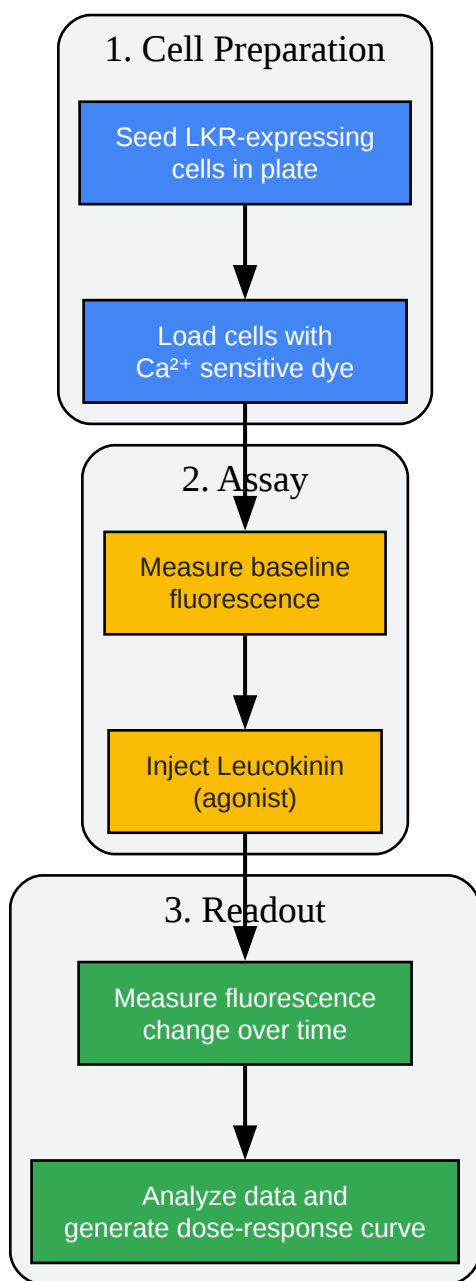 1. Cell Preparation
Seed LKR-expressing
cells in plate
Load cells with
Ca²⁺ sensitive dye
2. Assay
Measure baseline
fluorescence
Inject Leucokinin
(agonist)
3. Readout
Measure fluorescence
change over time
Analyze data and
generate dose-response curve